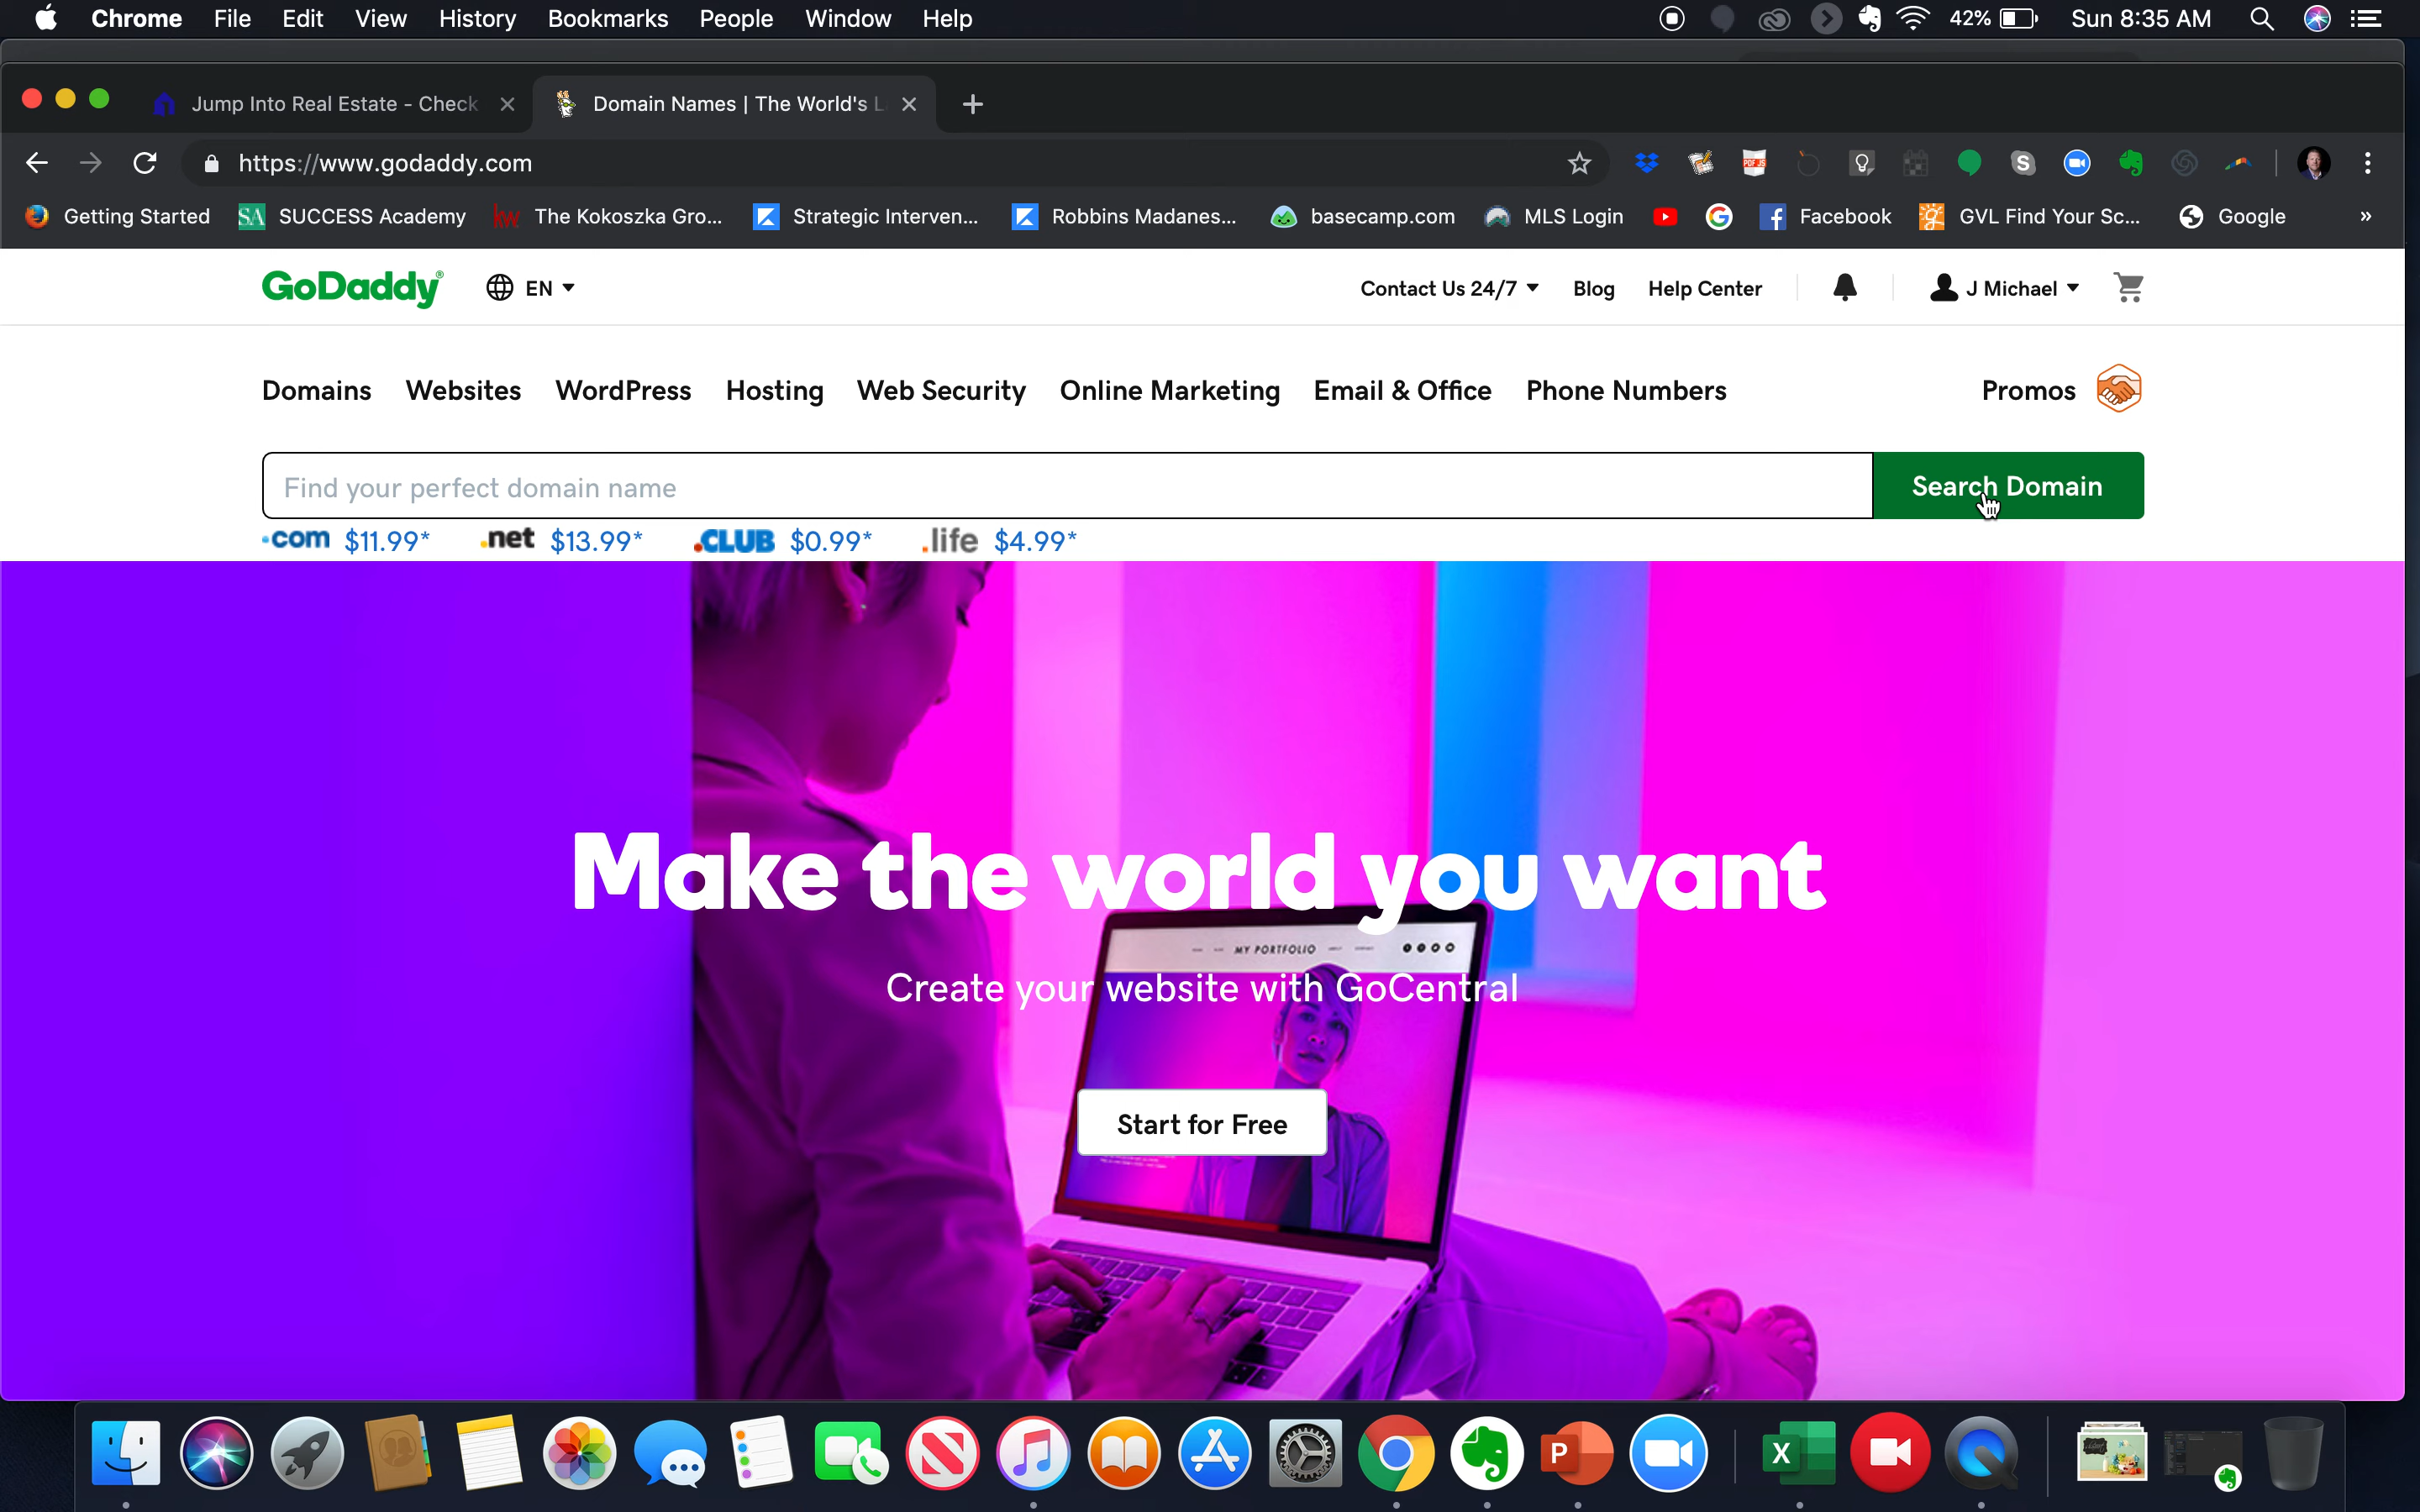 Chrome File Edit View History Bookmarks People Window Help 42% Sun 8:35 AM
Jump Into Real Estate - Check Domain Names | The World's L
https://www.godaddy.com
Getting Started SUCCESS Academy The Kokoszka Gro... Strategic Interven... Robbins Madanes... basecamp.com MLS Login Facebook GVL Find Your Sc... Google »
GoDaddy EN Contact Us 24/7 Blog Help Center J Michael
Domains Websites WordPress Hosting Web Security Online Marketing Email & Office Phone Numbers Promos
Find your perfect domain name Search Domain
.com $11.99* .net $13.99* .CLUB $0.99* .life $4.99*
Make the world you want
MY PORTFOLIO
Create your website with GoCentral
Start for Free